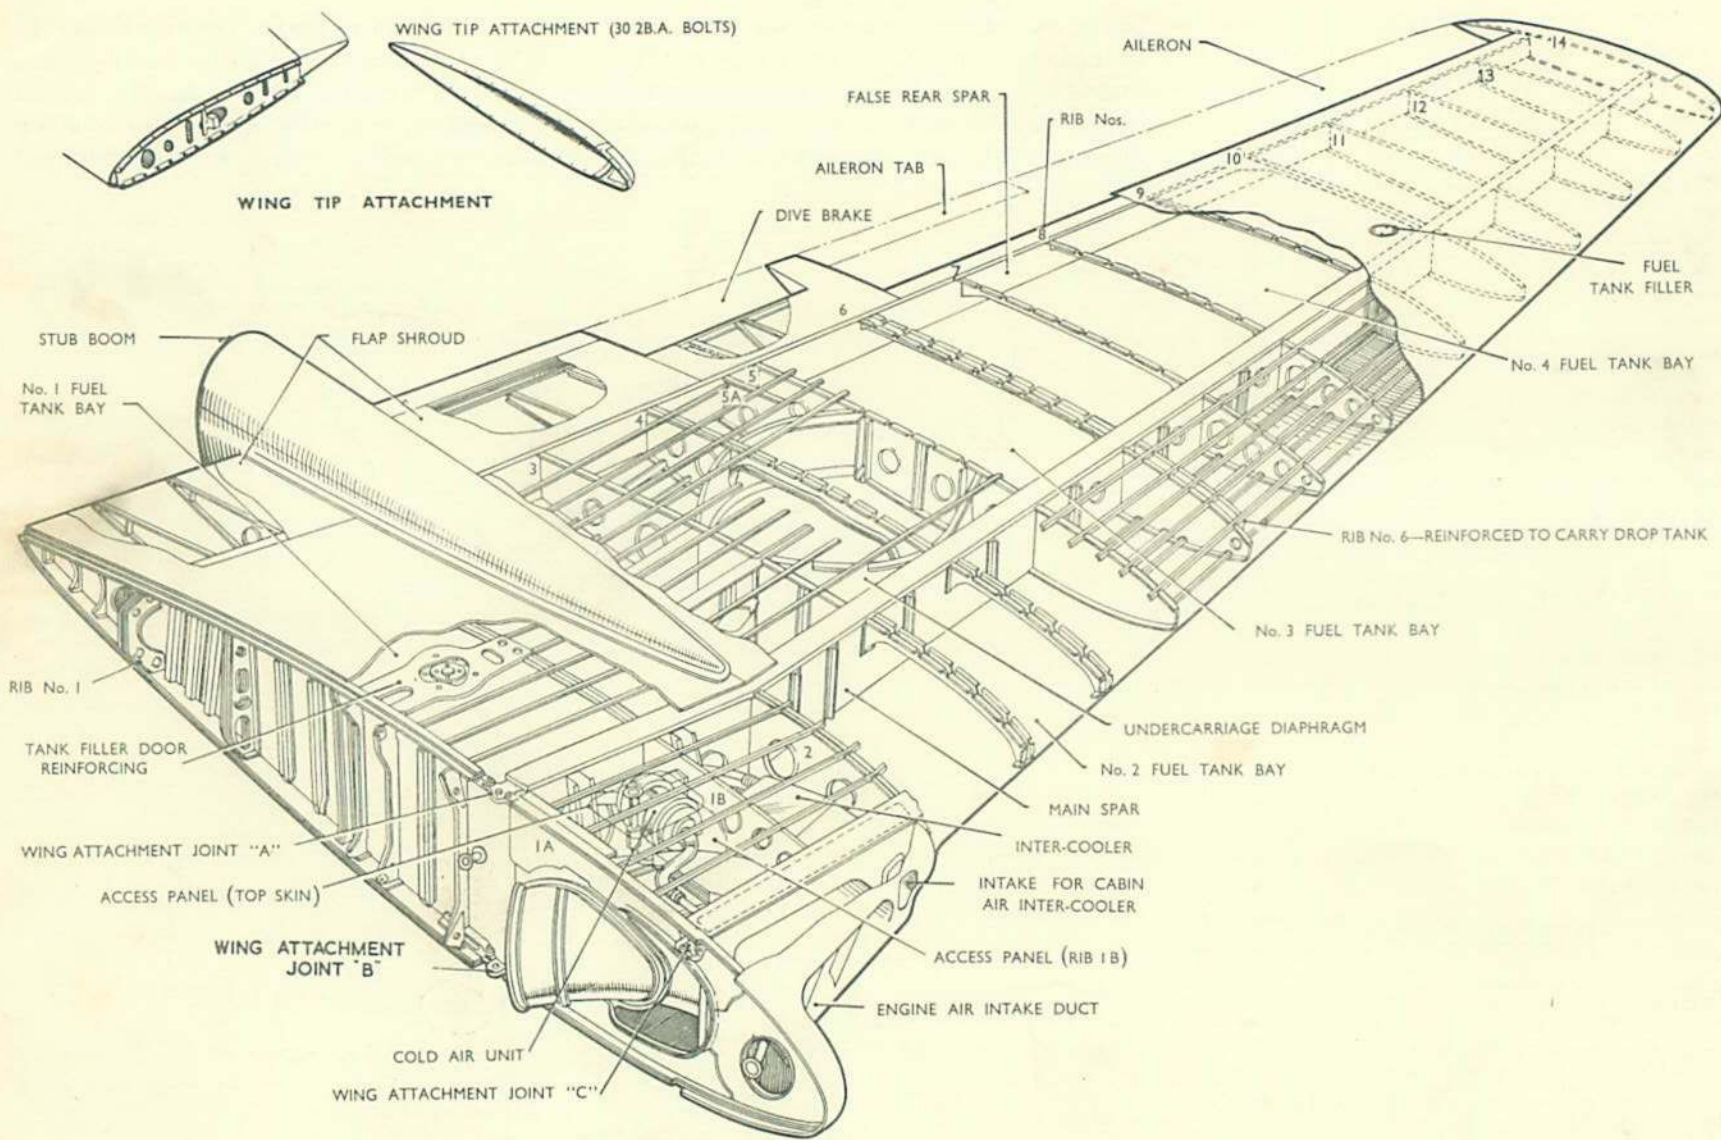 WING TIP ATTACHMENT (30 2B.A. BOLTS)
WING TIP ATTACHMENT
AILERON
FALSE REAR SPAR
RIB Nos.
AILERON TAB
DIVE BRAKE
14
13
12
11
10
9
8
7
6
5
5A
4
3
FUEL
TANK FILLER
No. 4 FUEL TANK BAY
STUB BOOM
FLAP SHROUD
No. 1 FUEL
TANK BAY
RIB No. 6—REINFORCED TO CARRY DROP TANK
No. 3 FUEL TANK BAY
RIB No. 1
UNDERCARRIAGE DIAPHRAGM
TANK FILLER DOOR
REINFORCING
No. 2 FUEL TANK BAY
2
MAIN SPAR
1B
1A
INTER-COOLER
WING ATTACHMENT JOINT "A"
ACCESS PANEL (TOP SKIN)
INTAKE FOR CABIN
AIR INTER-COOLER
WING ATTACHMENT
JOINT "B"
ACCESS PANEL (RIB 1B)
ENGINE AIR INTAKE DUCT
COLD AIR UNIT
WING ATTACHMENT JOINT "C"